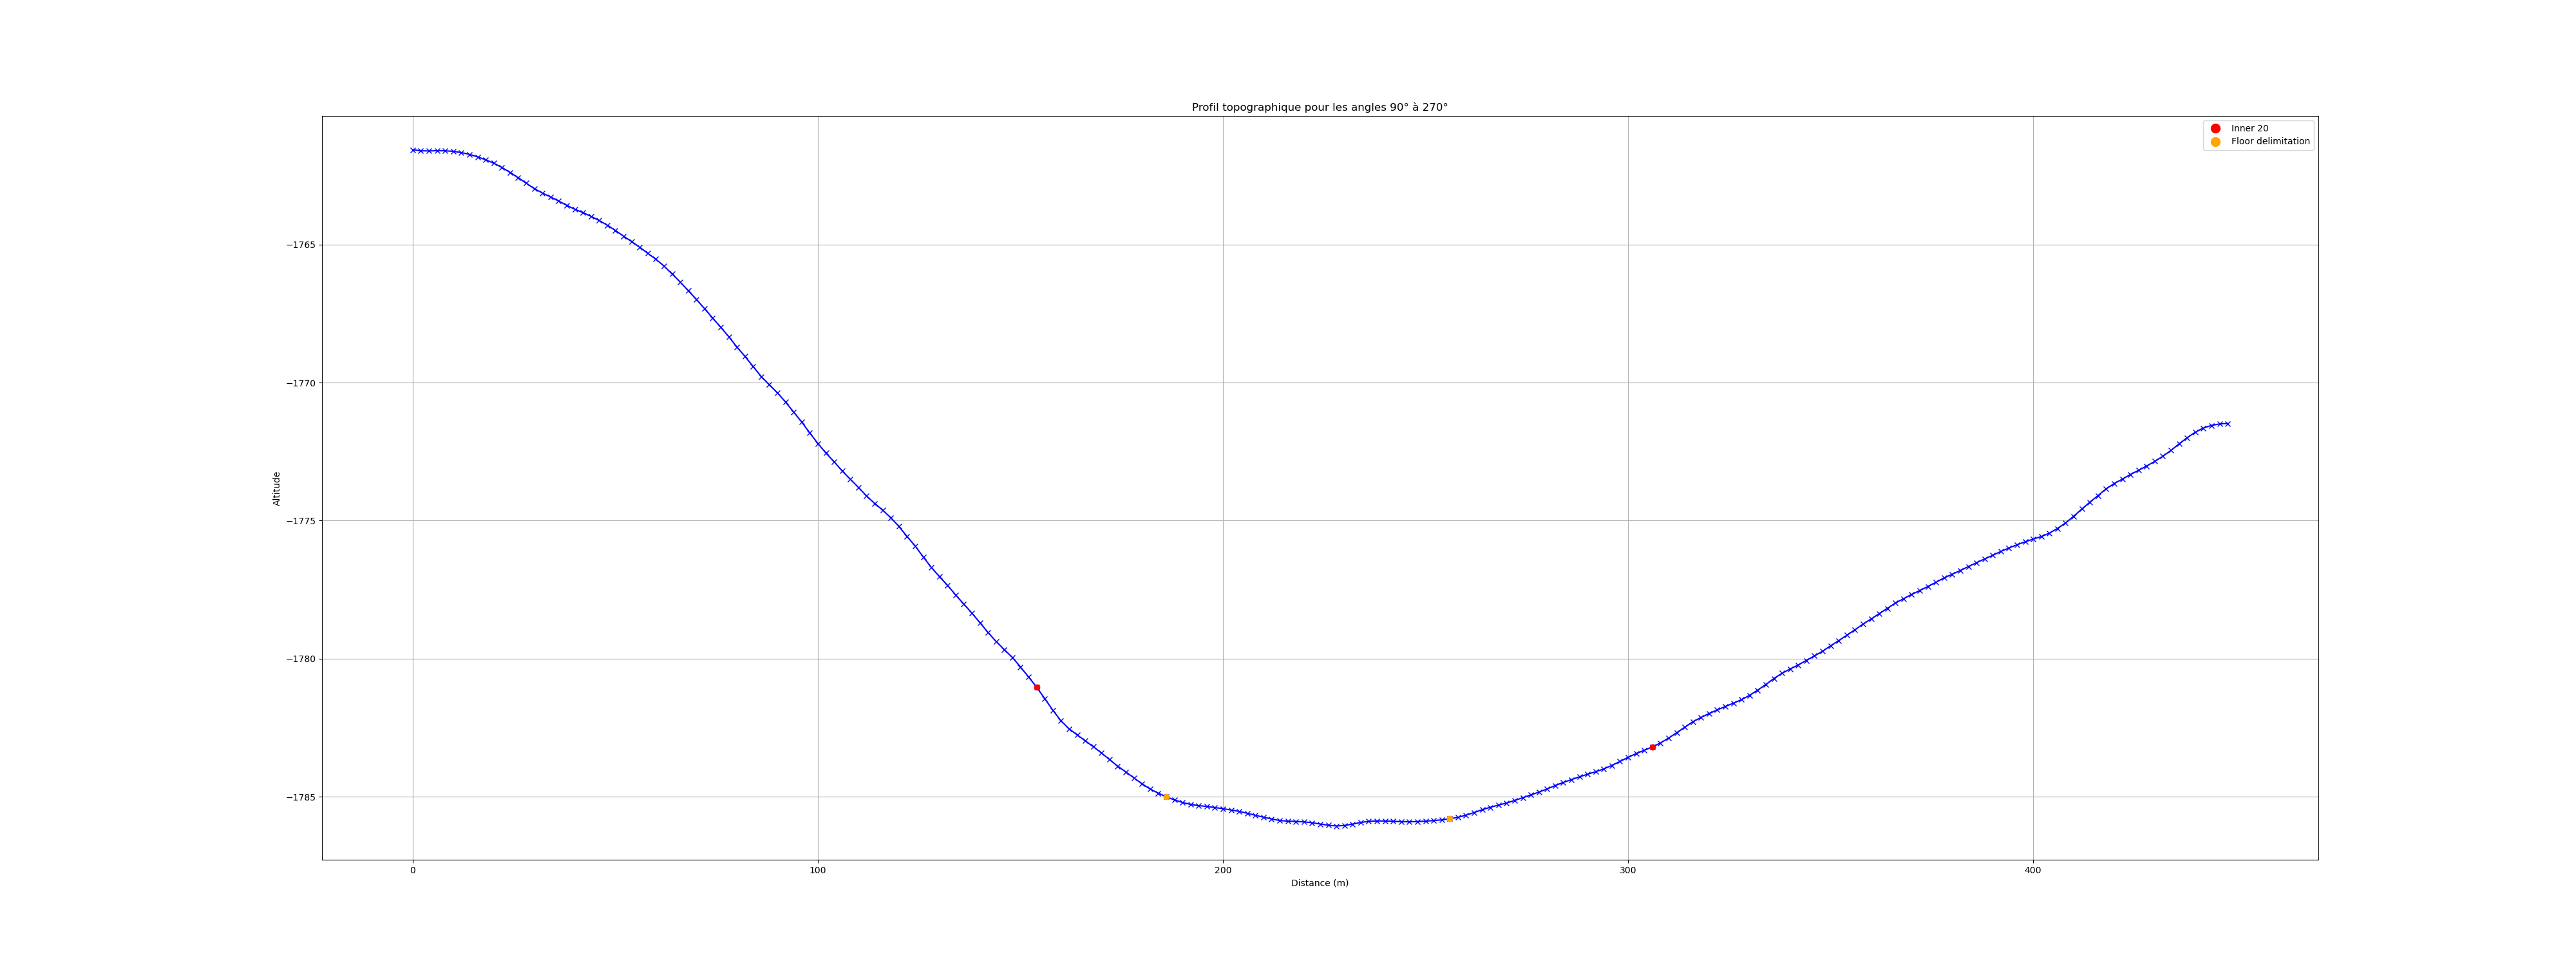 Profil topographique pour les angles 90° à 270°
Inner 20
Floor delimitation
Altitude
−1765
−1770
−1775
−1780
−1785
0
100
200
300
400
Distance (m)